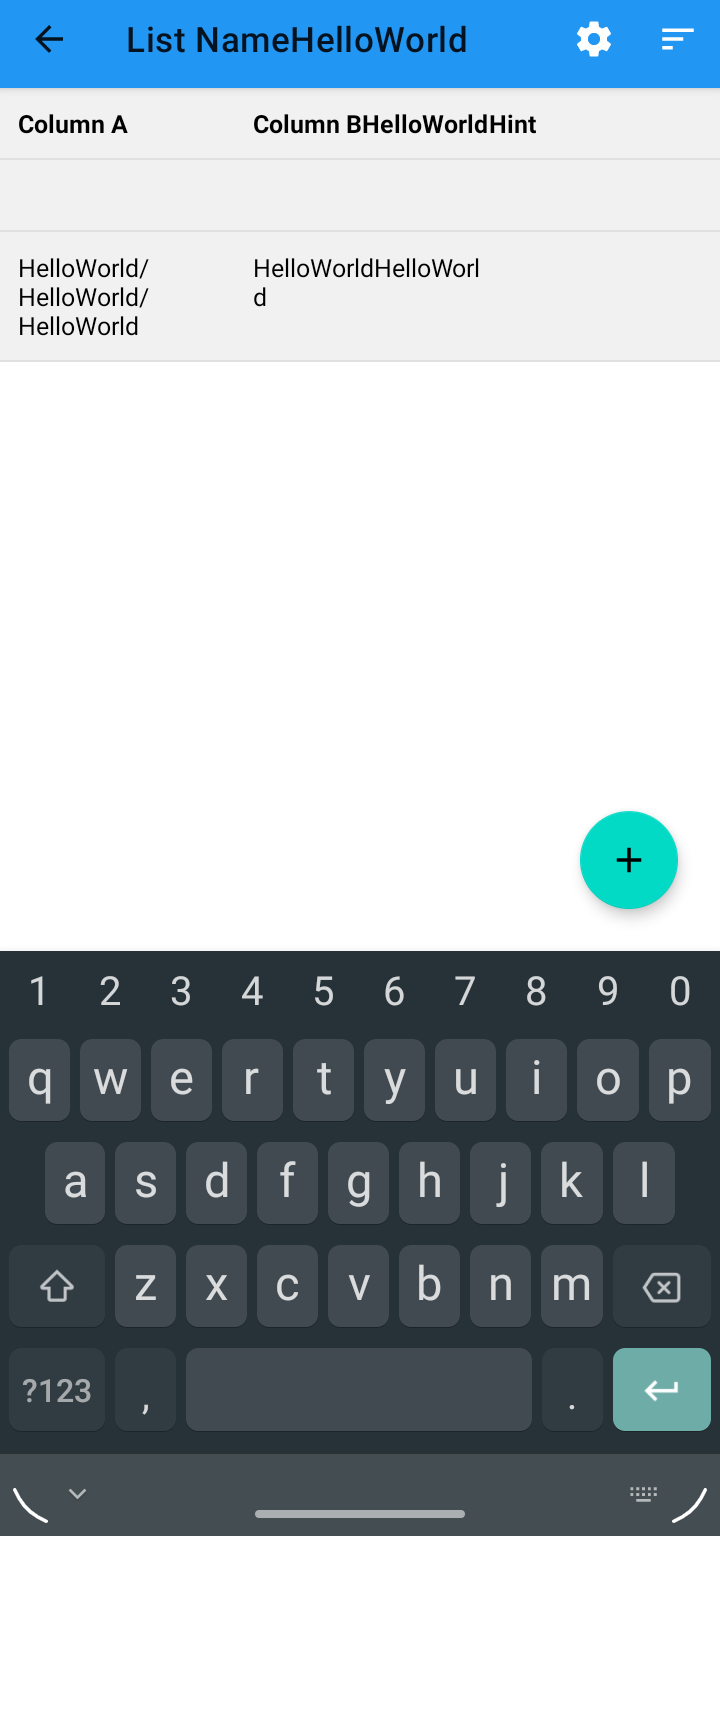 List NameHelloWorld
Column A Column BHelloWorldHint
HelloWorld/ HelloWorldHelloWorl
HelloWorld/ d
HelloWorld
1 2 3 4 5 6 7 8 9 0
q w e r t y u i o p
a s d f g h j k l
z x c v b n m
?123 , .